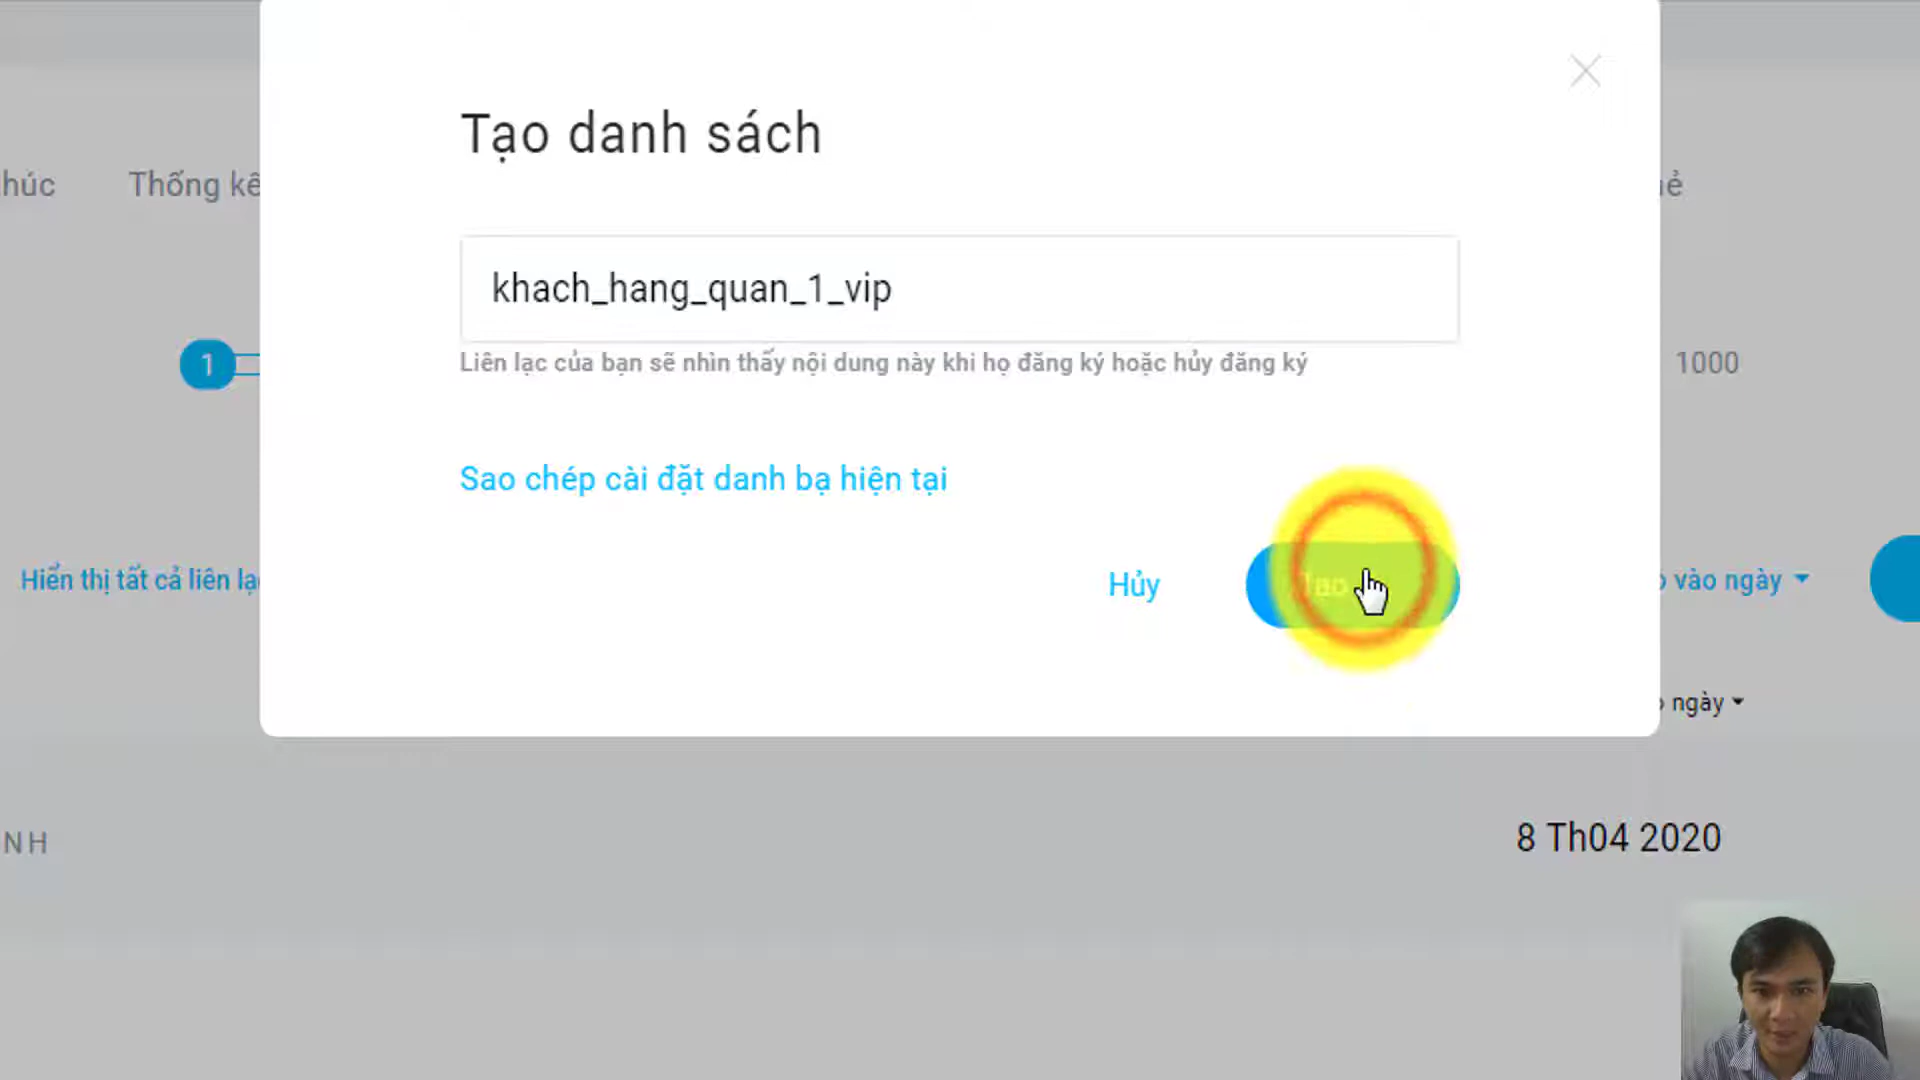 Tạo danh sách
húc
Thống kê
khach_hang_quan_1_vip
Liên lạc của bạn sẽ nhìn thấy nội dung này khi họ đăng ký hoặc hủy đăng ký
1
1000
Sao chép cài đặt danh bạ hiện tại
Hiển thị tất cả liên lạ
Hủy
Tạo
vào ngày
ngày
NH
8 Th04 2020